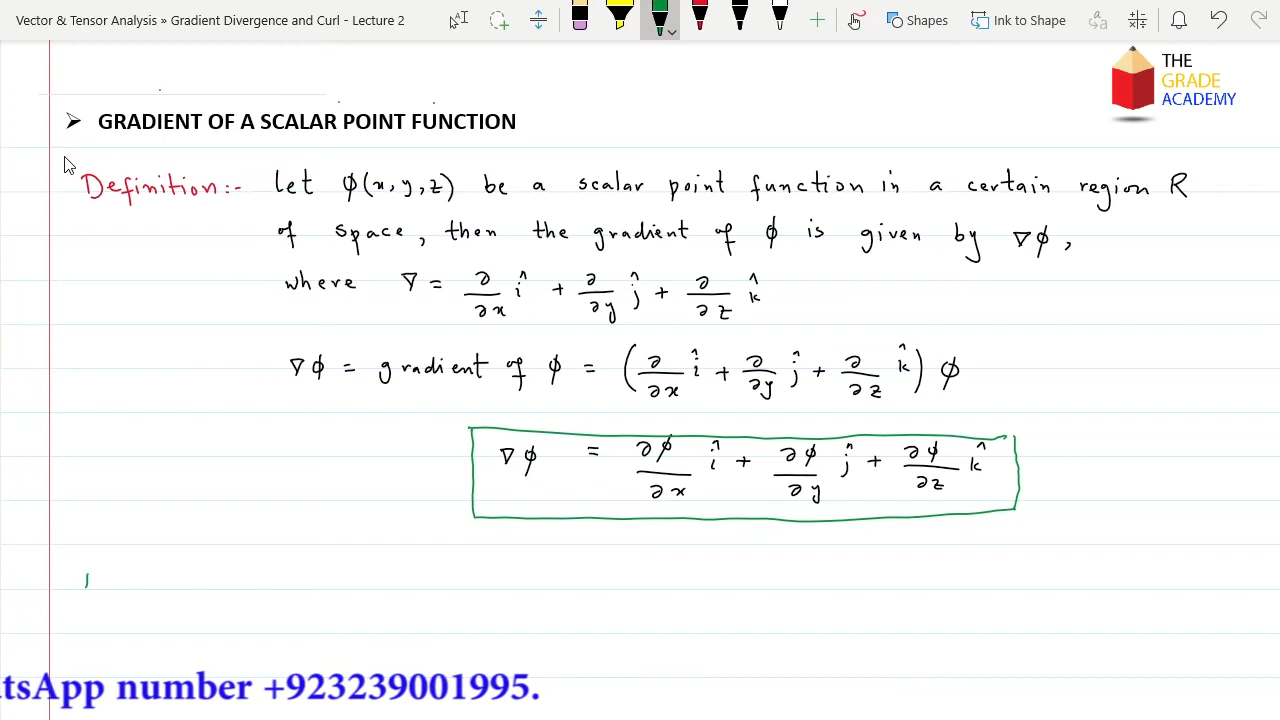 Vector & Tensor Analysis » Gradient Divergence and Curl - Lecture 2
Shapes
Ink to Shape
THE
GRADE
ACADEMY
➢ GRADIENT OF A SCALAR POINT FUNCTION
Definition:- let ϕ(x,y,z) be a scalar point function in a certain region R
of space, then the gradient of ϕ is given by ∇ϕ,
where ∇ = ∂/∂x î + ∂/∂y ĵ + ∂/∂z k̂
∇ϕ = gradient of ϕ = (∂/∂x î + ∂/∂y ĵ + ∂/∂z k̂) ϕ
∇ϕ = ∂ϕ/∂x î + ∂ϕ/∂y ĵ + ∂ϕ/∂z k̂
atsApp number +923239001995.